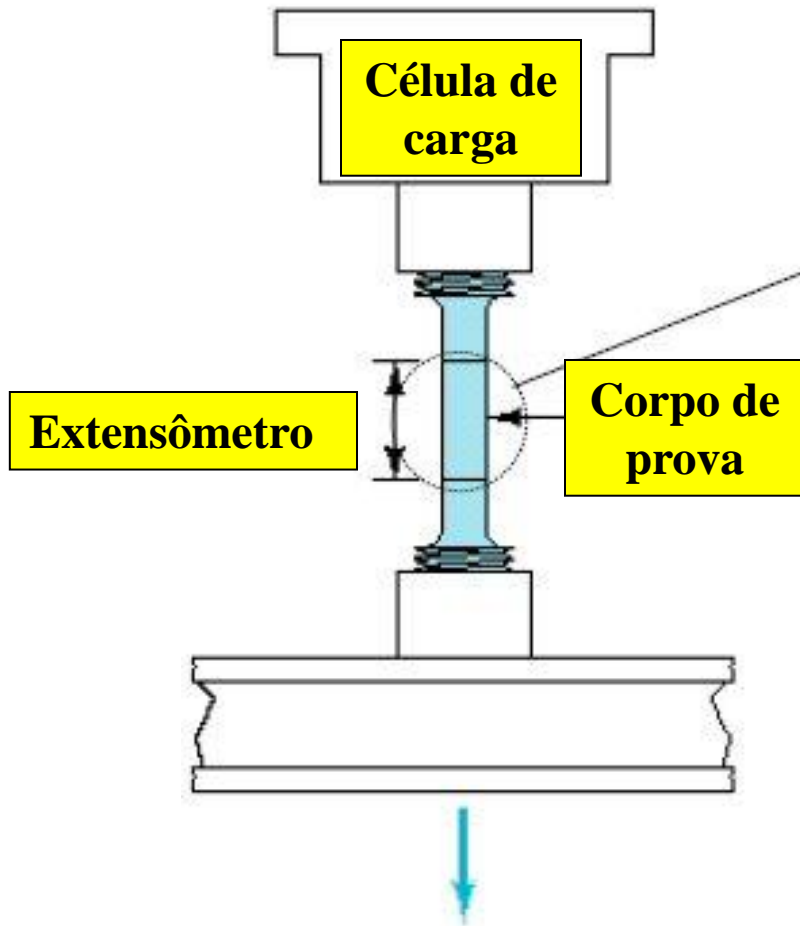 Célula de
carga
Extensômetro
Corpo de
prova